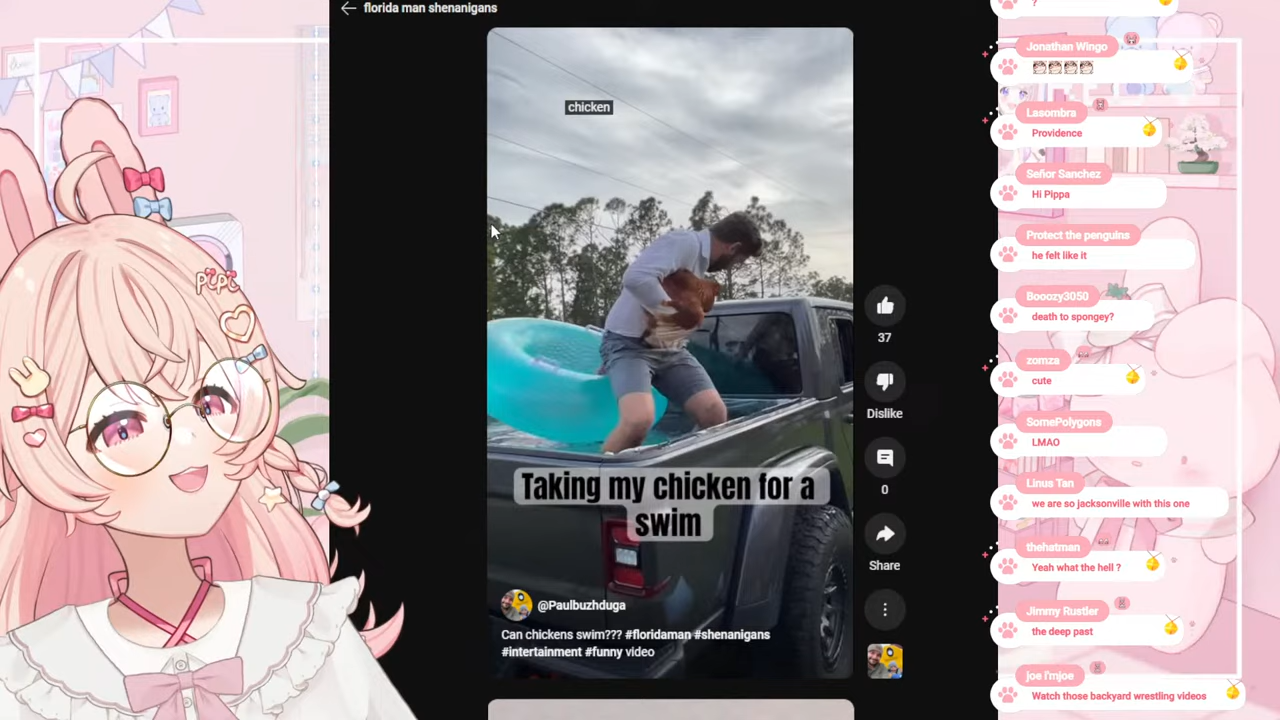 florida man shenanigans
chicken
Taking my chicken for a
swim
@Paulbuzhduga
Can chickens swim??? #floridaman #shenanigans
#intertainment #funny video
37
Dislike
0
Share
pipi
?
Jonathan Wingo
Lasombra
Providence
Señor Sanchez
Hi Pippa
Protect the penguins
he felt like it
Booozy3050
death to spongey?
zomza
cute
SomePolygons
LMAO
Linus Tan
we are so jacksonville with this one
thehatman
Yeah what the hell ?
Jimmy Rustler
the deep past
joe i'mjoe
Watch those backyard wrestling videos